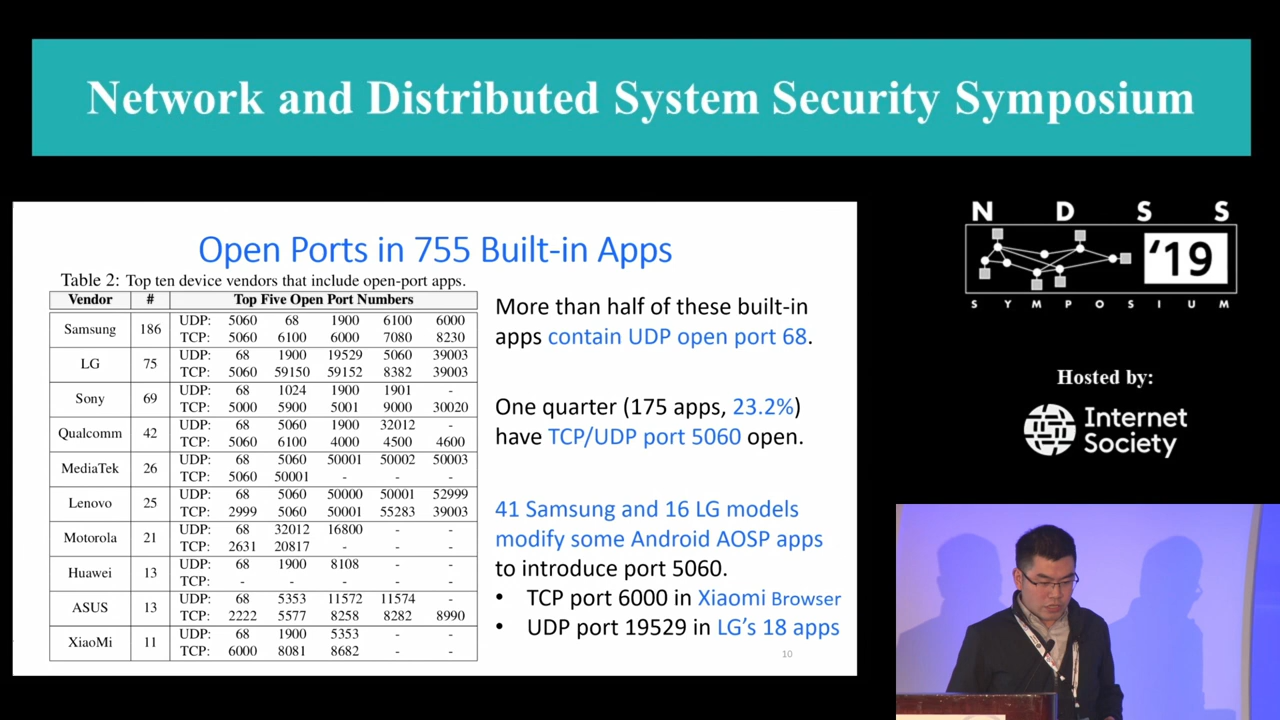 Network and Distributed System Security Symposium
Open Ports in 755 Built-in Apps
Table 2: Top ten device vendors that include open-port apps.
Vendor # Top Five Open Port Numbers
Samsung 186 UDP: 5060 68 1900 6100 6000
TCP: 5060 6100 6000 7080 8230
LG 75 UDP: 68 1900 19529 5060 39003
TCP: 5060 59150 59152 8382 39003
Sony 69 UDP: 68 1024 1900 1901 -
TCP: 5000 5900 5001 9000 30020
Qualcomm 42 UDP: 68 5060 1900 32012 -
TCP: 5060 6100 4000 4500 4600
MediaTek 26 UDP: 68 5060 50001 50002 50003
TCP: 5060 50001 - - -
Lenovo 25 UDP: 68 5060 50000 50001 52999
TCP: 2999 5060 50001 55283 39003
Motorola 21 UDP: 68 32012 16800 - -
TCP: 2631 20817 - - -
Huawei 13 UDP: 68 1900 8108 - -
TCP: - - - - -
ASUS 13 UDP: 68 5353 11572 11574 -
TCP: 2222 5577 8258 8282 8990
XiaoMi 11 UDP: 68 1900 5353 - -
TCP: 6000 8081 8682 - -
More than half of these built-in
apps contain UDP open port 68.
One quarter (175 apps, 23.2%)
have TCP/UDP port 5060 open.
41 Samsung and 16 LG models
modify some Android AOSP apps
to introduce port 5060.
• TCP port 6000 in Xiaomi Browser
• UDP port 19529 in LG's 18 apps
10
NDSS
'19
SYMPOSIUM
Hosted by:
Internet
Society